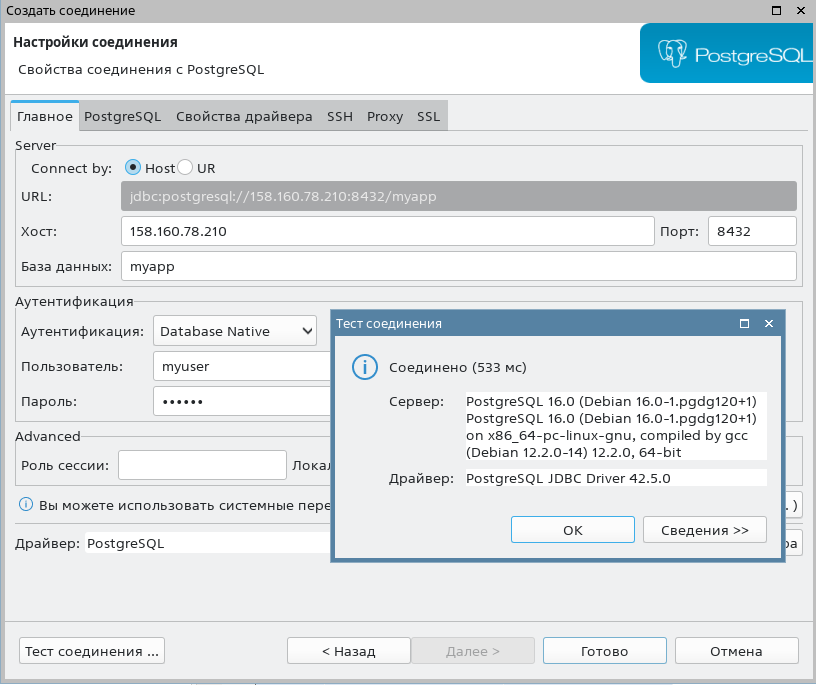 Создать соединение
Настройки соединения
Свойства соединения с PostgreSQL
PostgreSQL
Главное PostgreSQL Свойства драйвера SSH Proxy SSL
Server
Connect by: Host UR
URL: jdbc:postgresql://158.160.78.210:8432/myapp
Хост: 158.160.78.210 Порт: 8432
База данных: myapp
Аутентификация
Аутентификация: Database Native
Пользователь: myuser
Пароль: ••••••
Advanced
Роль сессии: Локал
Вы можете использовать системные пере . )
Драйвер: PostgreSQL ра
Тест соединения
Соединено (533 мс)
Сервер: PostgreSQL 16.0 (Debian 16.0-1.pgdg120+1)
PostgreSQL 16.0 (Debian 16.0-1.pgdg120+1)
on x86_64-pc-linux-gnu, compiled by gcc
(Debian 12.2.0-14) 12.2.0, 64-bit
Драйвер: PostgreSQL JDBC Driver 42.5.0
OK Сведения >>
Тест соединения ... < Назад Далее > Готово Отмена